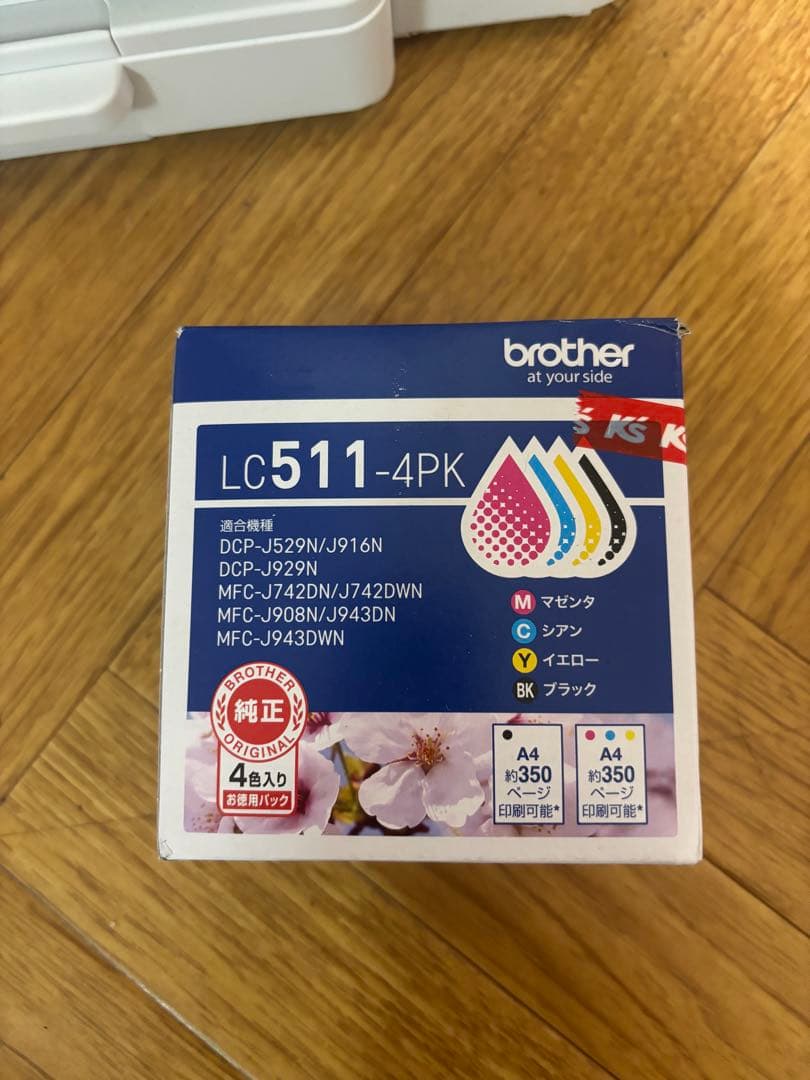 brother
at your side
K's K's K
LC511-4PK
適合機種
DCP-J529N/J916N
DCP-J929N
MFC-J742DN/J742DWN
MFC-J908N/J943DN
MFC-J943DWN
M マゼンタ
C シアン
Y イエロー
BK ブラック
BROTHER
純正
ORIGINAL
4色入り
お徳用パック
A4
約350
ページ
印刷可能*
A4
約350
ページ
印刷可能*